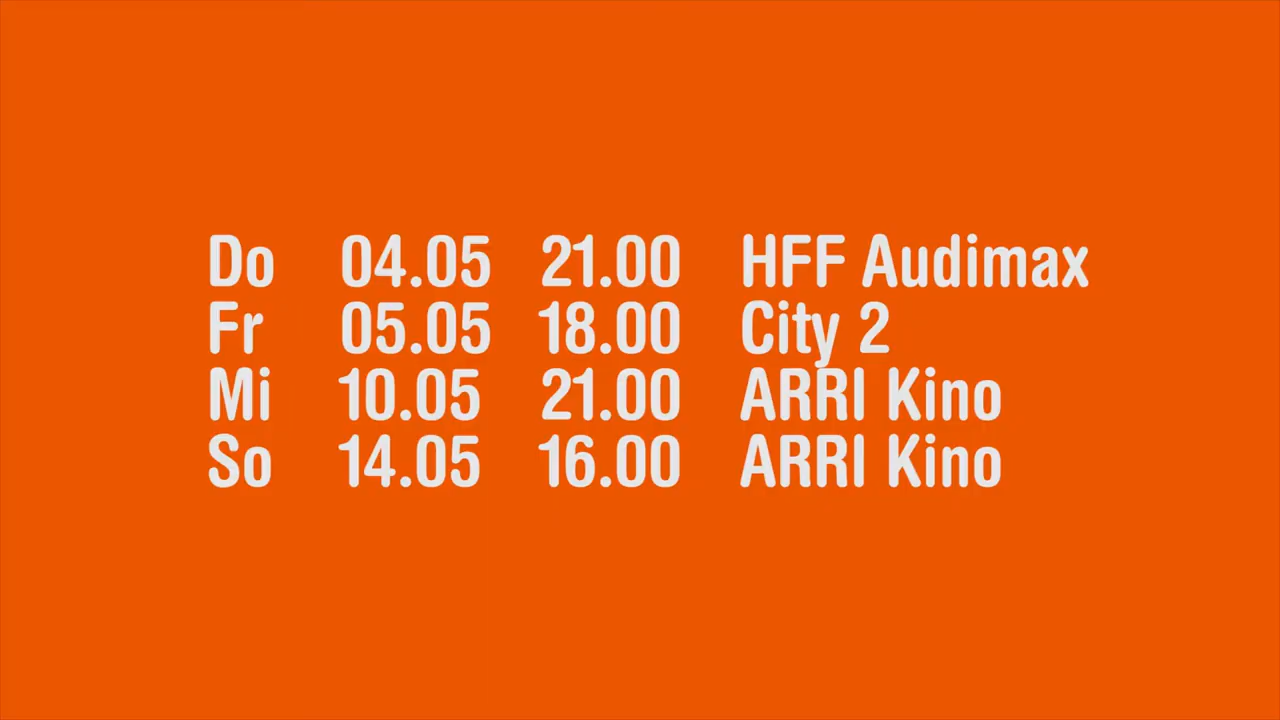 Do 04.05 21.00 HFF Audimax
Fr 05.05 18.00 City 2
Mi 10.05 21.00 ARRI Kino
So 14.05 16.00 ARRI Kino